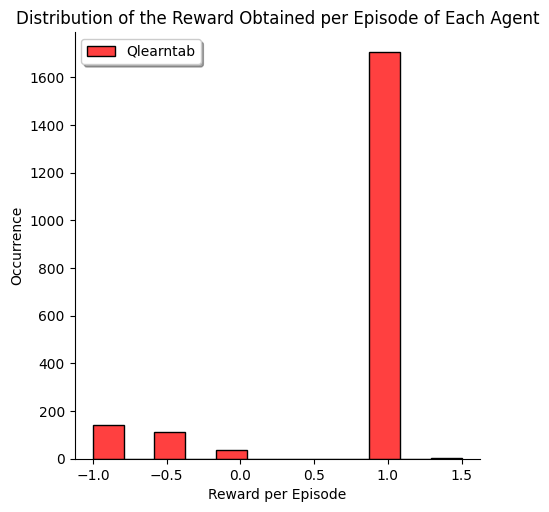 Distribution of the Reward Obtained per Episode of Each Agent
Qlearntab
1600
1400
1200
1000
800
600
400
200
0
Occurrence
−1.0 −0.5 0.0 0.5 1.0 1.5
Reward per Episode